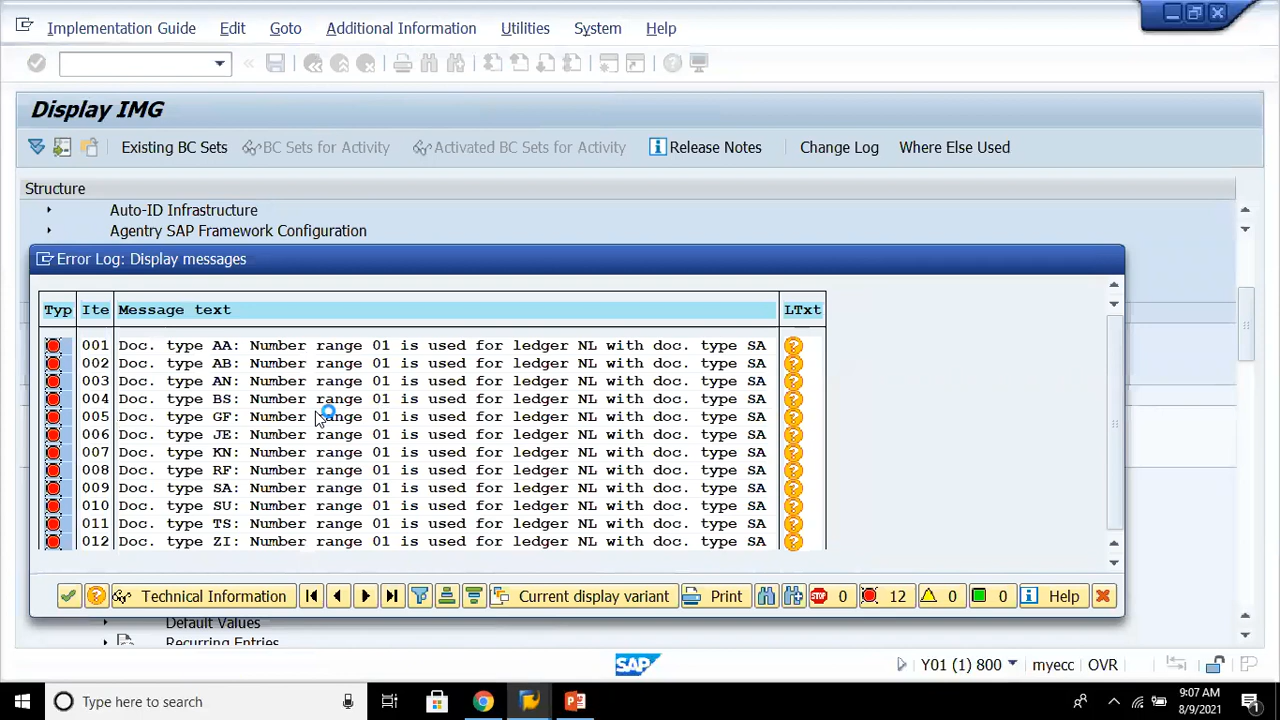 Implementation Guide Edit Goto Additional Information Utilities System Help
Display IMG
Existing BC Sets BC Sets for Activity Activated BC Sets for Activity Release Notes Change Log Where Else Used
Structure
Auto-ID Infrastructure
Agentry SAP Framework Configuration
Error Log: Display messages
Typ Ite Message text LTxt
001 Doc. type AA: Number range 01 is used for ledger NL with doc. type SA
002 Doc. type AB: Number range 01 is used for ledger NL with doc. type SA
003 Doc. type AN: Number range 01 is used for ledger NL with doc. type SA
004 Doc. type BS: Number range 01 is used for ledger NL with doc. type SA
005 Doc. type GF: Number range 01 is used for ledger NL with doc. type SA
006 Doc. type JE: Number range 01 is used for ledger NL with doc. type SA
007 Doc. type KN: Number range 01 is used for ledger NL with doc. type SA
008 Doc. type RF: Number range 01 is used for ledger NL with doc. type SA
009 Doc. type SA: Number range 01 is used for ledger NL with doc. type SA
010 Doc. type SU: Number range 01 is used for ledger NL with doc. type SA
011 Doc. type TS: Number range 01 is used for ledger NL with doc. type SA
012 Doc. type ZI: Number range 01 is used for ledger NL with doc. type SA
Technical Information Current display variant Print STOP 0 12 0 0 Help
Default Values
Recurring Entries
SAP Y01 (1) 800 myecc OVR
Type here to search 9:07 AM
8/9/2021 1